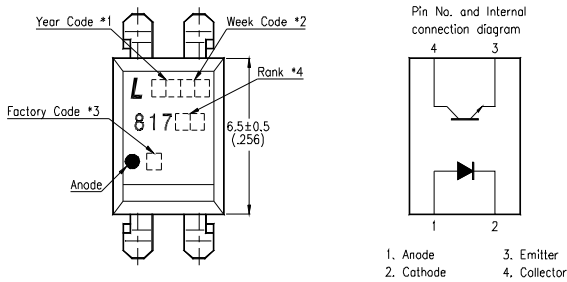 Year Code *1
Week Code *2
L
Rank *4
817
Factory Code *3
6.5±0.5
(.256)
Anode
Pin No. and Internal
connection diagram
4 3
1 2
1. Anode 3. Emitter
2. Cathode 4. Collector